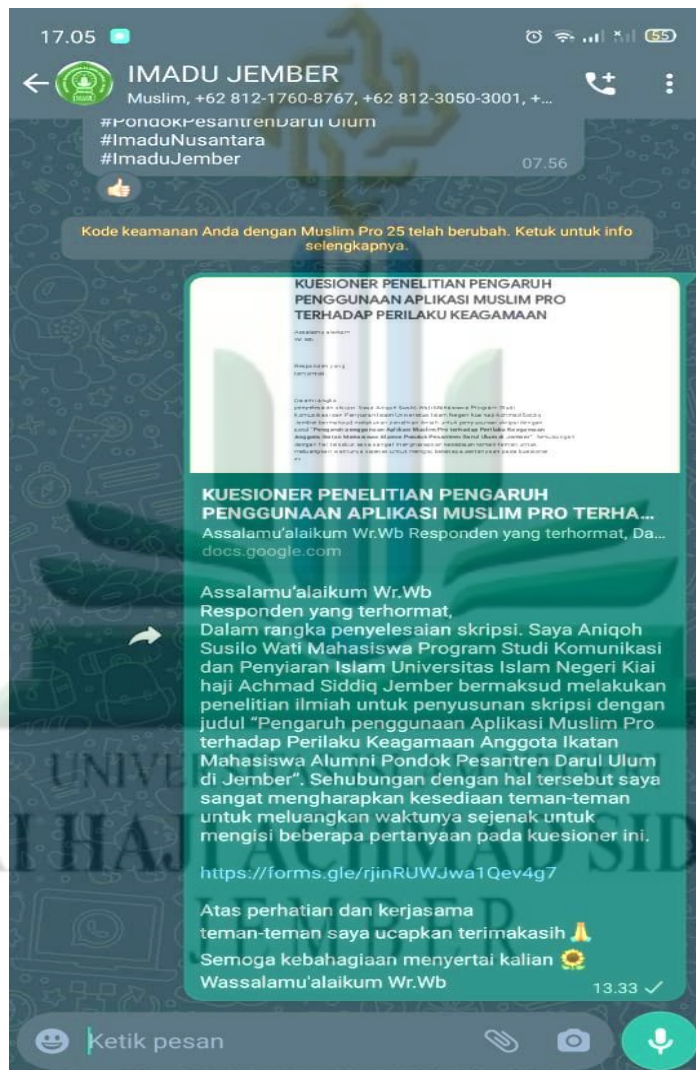 17.05
55
IMADU JEMBER
Muslim, +62 812-1760-8767, +62 812-3050-3001, +...
#PondokPesantrenDarul Ulum
#ImaduNusantara
#ImaduJember
07.56
Kode keamanan Anda dengan Muslim Pro 25 telah berubah. Ketuk untuk info
selengkapnya.
KUESIONER PENELITIAN PENGARUH
PENGGUNAAN APLIKASI MUSLIM PRO
TERHADAP PERILAKU KEAGAMAAN
KUESIONER PENELITIAN PENGARUH
PENGGUNAAN APLIKASI MUSLIM PRO TERHA...
Assalamu'alaikum Wr.Wb Responden yang terhormat, Da...
docs.google.com
Assalamu'alaikum Wr.Wb
Responden yang terhormat,
Dalam rangka penyelesaian skripsi. Saya Aniqoh
Susilo Wati Mahasiswa Program Studi Komunikasi
dan Penyiaran Islam Universitas Islam Negeri Kiai
haji Achmad Siddiq Jember bermaksud melakukan
penelitian ilmiah untuk penyusunan skripsi dengan
judul "Pengaruh penggunaan Aplikasi Muslim Pro
terhadap Perilaku Keagamaan Anggota Ikatan
Mahasiswa Alumni Pondok Pesantren Darul Ulum
di Jember". Sehubungan dengan hal tersebut saya
sangat mengharapkan kesediaan teman-teman
untuk meluangkan waktunya sejenak untuk
mengisi beberapa pertanyaan pada kuesioner ini.
https://forms.gle/rjinRUWJwa1Qev4g7
Atas perhatian dan kerjasama
teman-teman saya ucapkan terimakasih 🙏
Semoga kebahagiaan menyertai kalian 🌻
Wassalamu'alaikum Wr.Wb
13.33
Ketik pesan
JEMBER